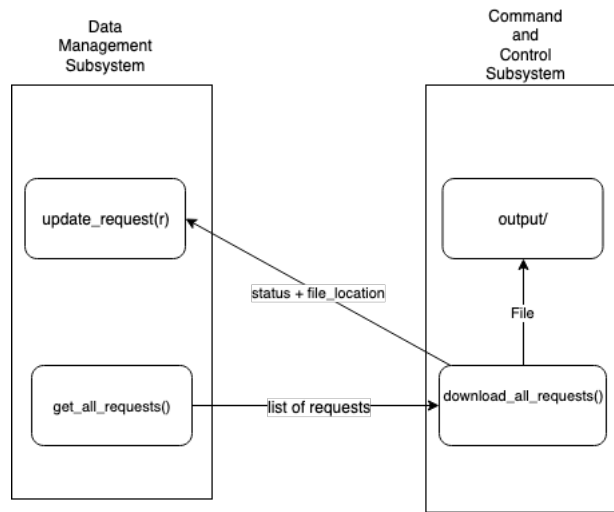 Data
Management
Subsystem
Command
and
Control
Subsystem
update_request(r)
output/
status + file_location
File
get_all_requests()
list of requests
download_all_requests()